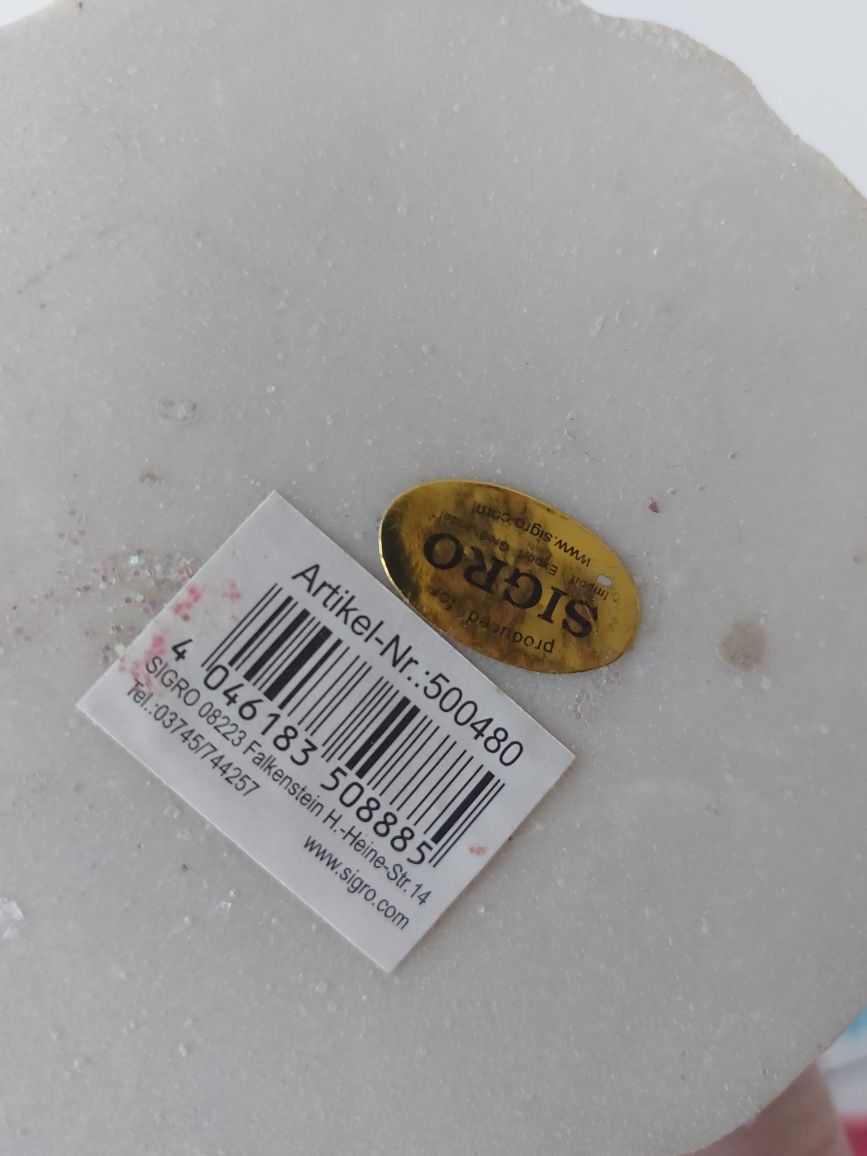 Artikel-Nr.:500480
4 046183 508885
SIGRO 08223 Falkenstein H.-Heine-Str.14
Tel.:03745/744257
www.sigro.com
produced for
SIGRO
Import Export Großhandel
www.sigro.com